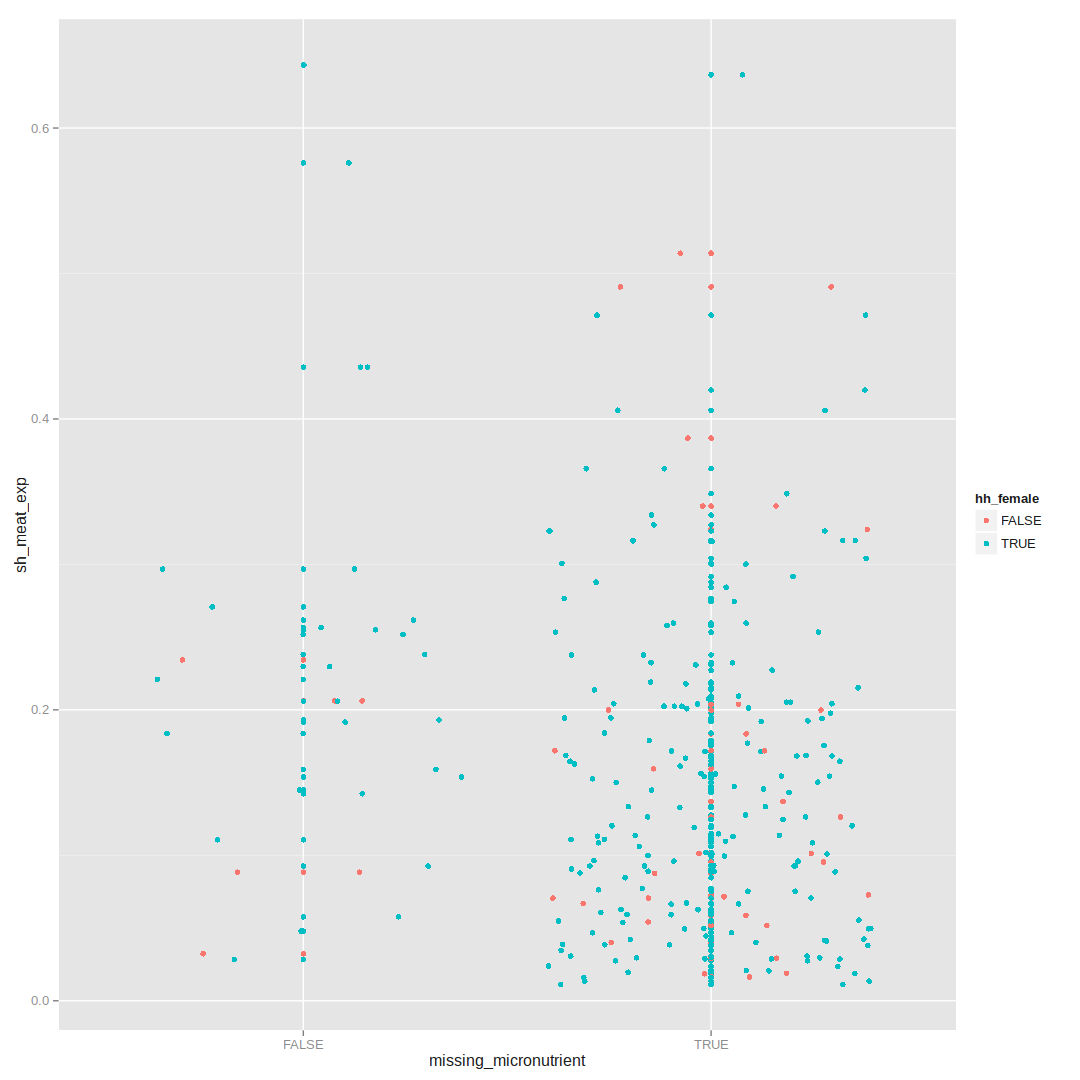 0.6
0.4
0.2
0.0
sh_meat_exp
FALSE
TRUE
missing_micronutrient
hh_female
FALSE
TRUE